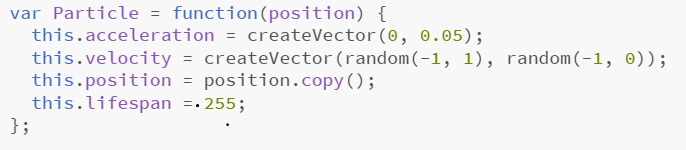 var Particle = function(position) {
  this.acceleration = createVector(0, 0.05);
  this.velocity = createVector(random(-1, 1), random(-1, 0));
  this.position = position.copy();
  this.lifespan = 255;
};